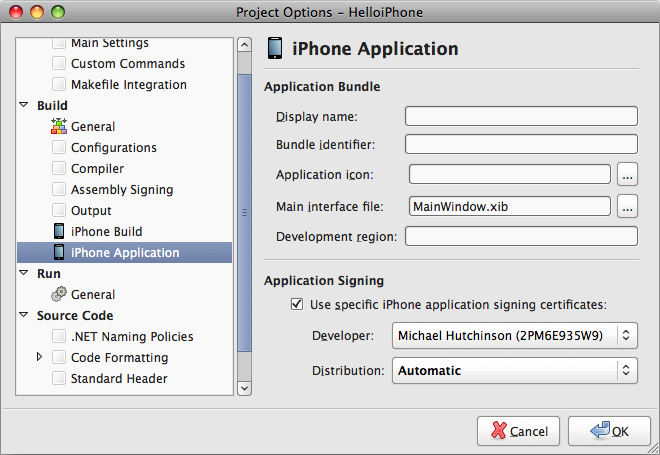 Project Options – HelloiPhone
Main Settings
Custom Commands
Makefile Integration
Build
General
Configurations
Compiler
Assembly Signing
Output
iPhone Build
iPhone Application
Run
General
Source Code
.NET Naming Policies
Code Formatting
Standard Header
iPhone Application
Application Bundle
Display name:
Bundle identifier:
Application icon:
...
Main interface file: MainWindow.xib ...
Development region:
Application Signing
Use specific iPhone application signing certificates:
Developer: Michael Hutchinson (2PM6E935W9)
Distribution: Automatic
Cancel OK